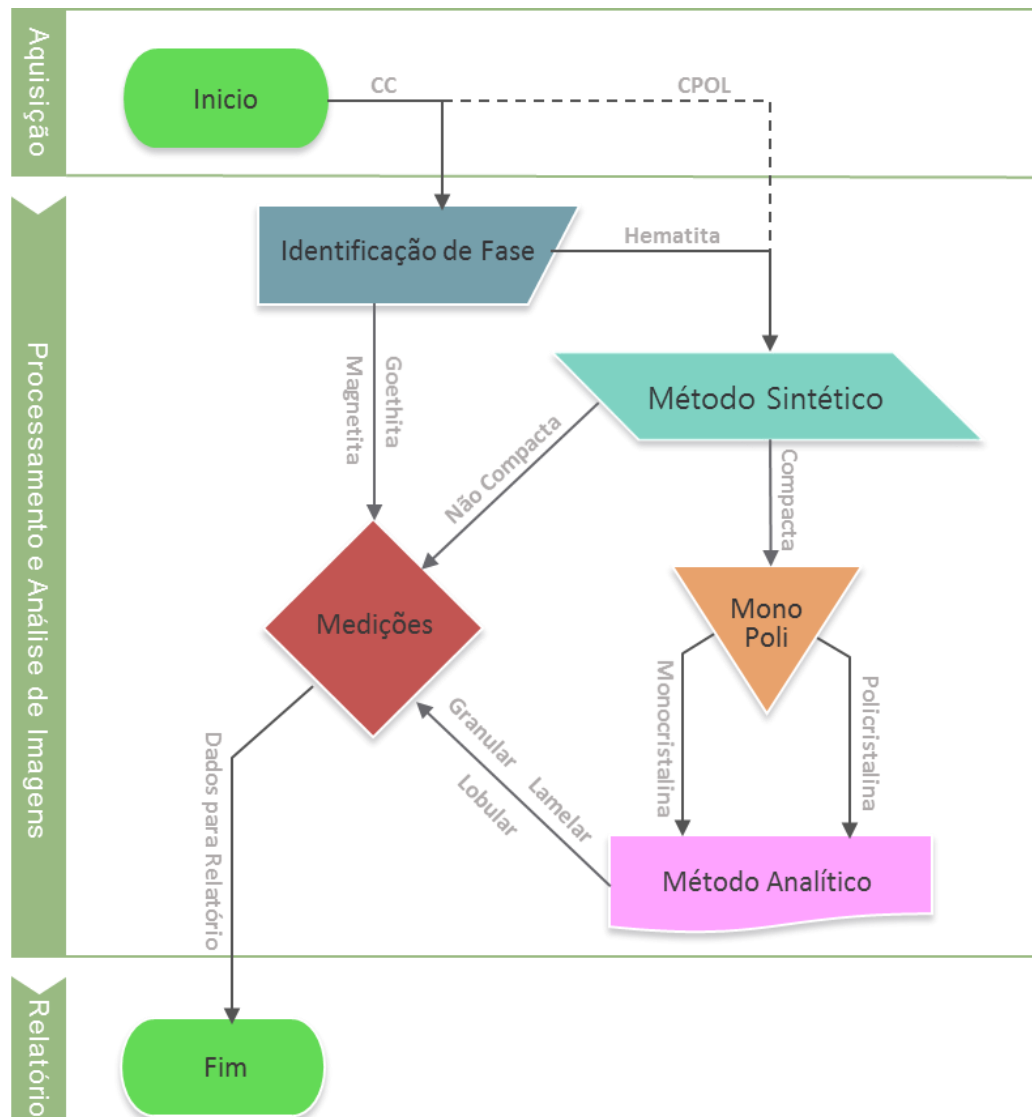 Aquisição
Inicio
CC
CPOL
Processamento e Análise de Imagens
Identificação de Fase
Hematita
Goethita
Magnetita
Método Sintético
Não Compacta
Compacta
Medições
Mono
Poli
Monocristalina
Policristalina
Granular Lamelar
Lobular
Método Analítico
Dados para Relatório
Relatório
Fim